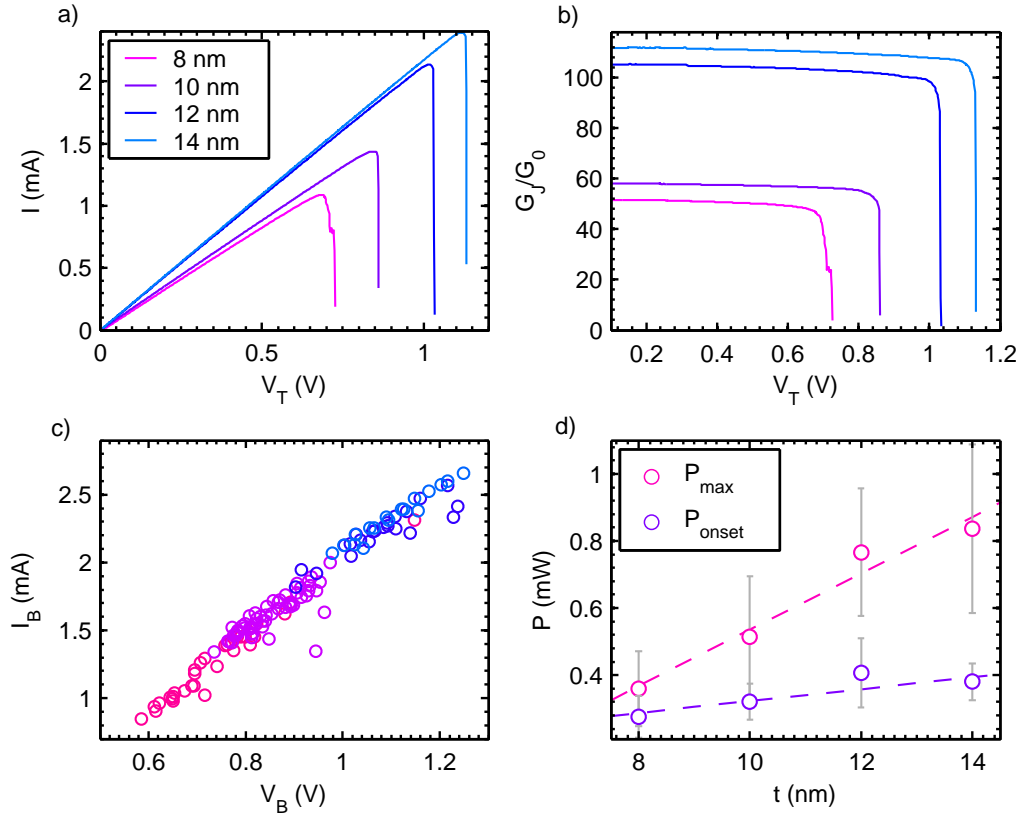 a)
I (mA)
2
1.5
1
0.5
0
0
0.5
1
V_T (V)
8 nm
10 nm
12 nm
14 nm
b)
G_J/G_0
100
80
60
40
20
0
0.2
0.4
0.6
0.8
1
1.2
V_T (V)
c)
I_B (mA)
2.5
2
1.5
1
0.6
0.8
1
1.2
V_B (V)
d)
P (mW)
1
0.8
0.6
0.4
8
10
12
14
t (nm)
P_max
P_onset